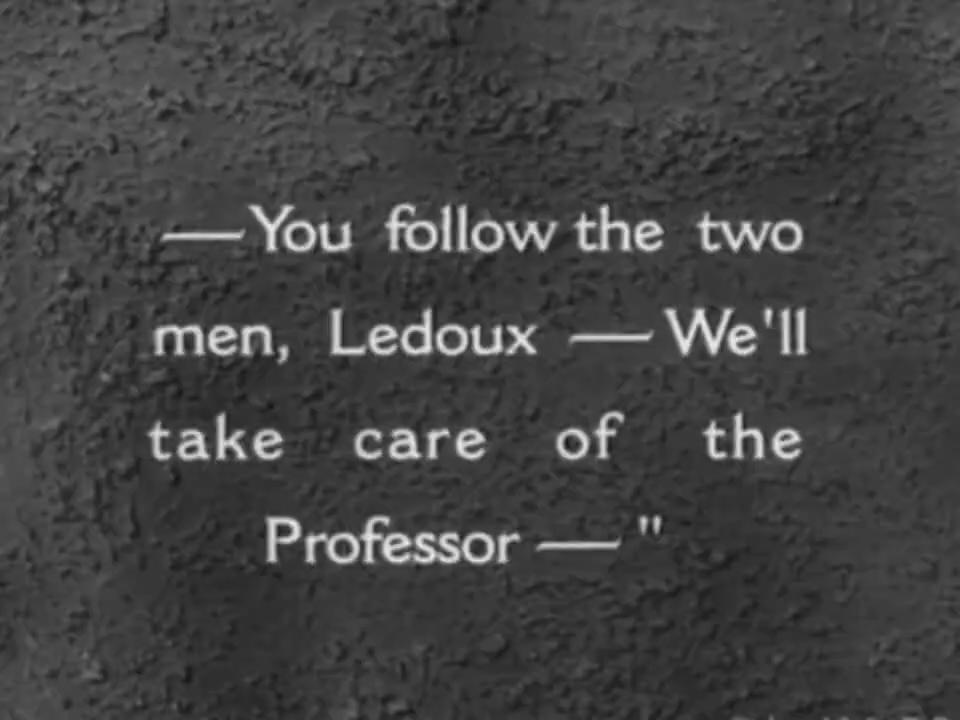 —You follow the two
men, Ledoux — We'll
take care of the
Professor — "